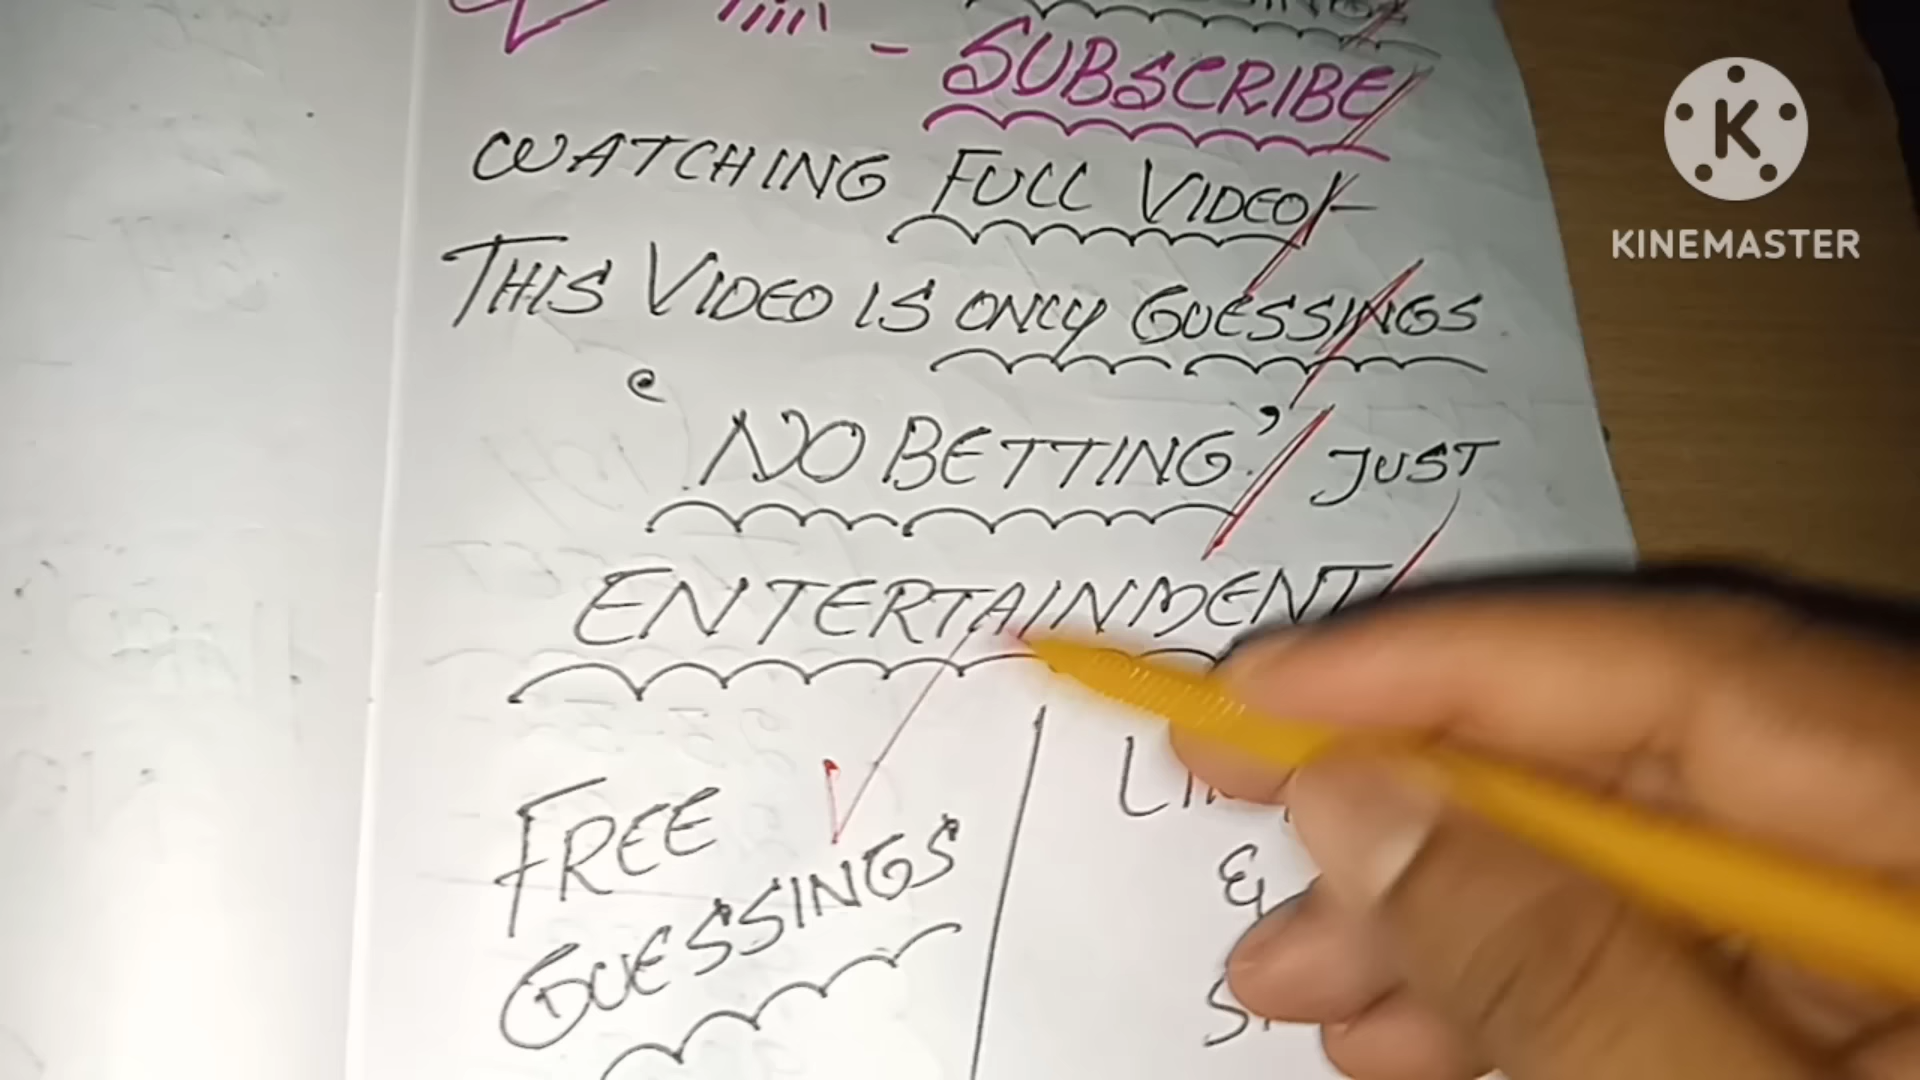 SUBSCRIBE
WATCHING FULL VIDEO/-
THIS VIDEO IS ONLY GUESSINGS
'NO BETTING' JUST
ENTERTAINMENT
FREE
GUESSINGS
&
K
KINEMASTER